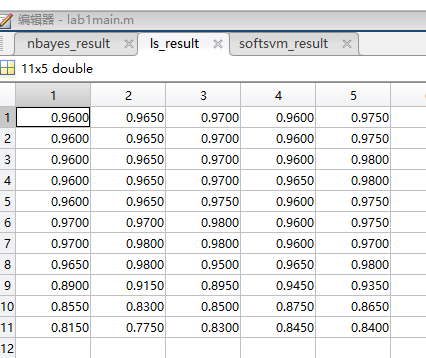 编辑器 - lab1main.m
nbayes_result ls_result softsvm_result
11x5 double
1 2 3 4 5
1 0.9600 0.9650 0.9700 0.9600 0.9750
2 0.9600 0.9650 0.9700 0.9600 0.9750
3 0.9600 0.9650 0.9700 0.9600 0.9800
4 0.9600 0.9650 0.9700 0.9650 0.9800
5 0.9600 0.9650 0.9750 0.9600 0.9750
6 0.9700 0.9700 0.9800 0.9600 0.9750
7 0.9700 0.9800 0.9800 0.9600 0.9700
8 0.9650 0.9800 0.9500 0.9650 0.9800
9 0.8900 0.9150 0.8950 0.9450 0.9350
10 0.8550 0.8300 0.8500 0.8750 0.8650
11 0.8150 0.7750 0.8300 0.8450 0.8400
12